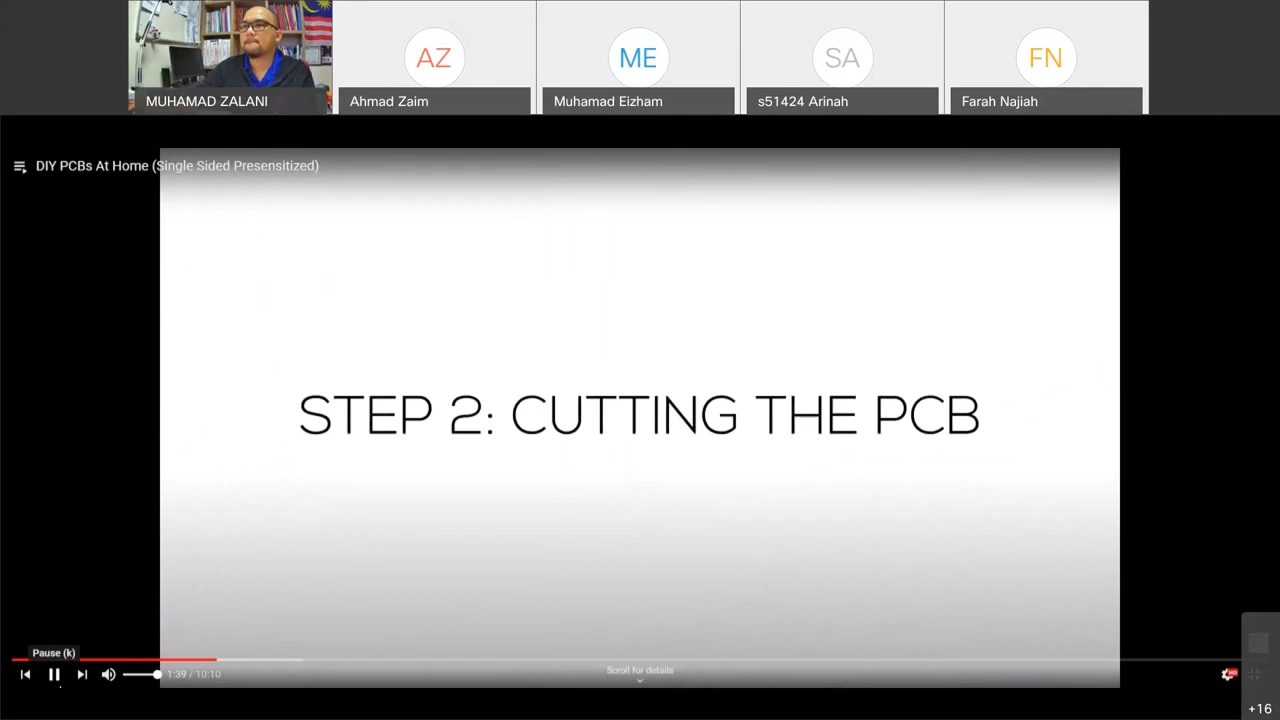 AZ
ME
SA
FN
MUHAMAD ZALANI
Ahmad Zaim
Muhamad Eizham
s51424 Arinah
Farah Najiah
DIY PCBs At Home (Single Sided Presensitized)
STEP 2: CUTTING THE PCB
Pause (k)
Scroll for details
1:39 / 10:10
+16